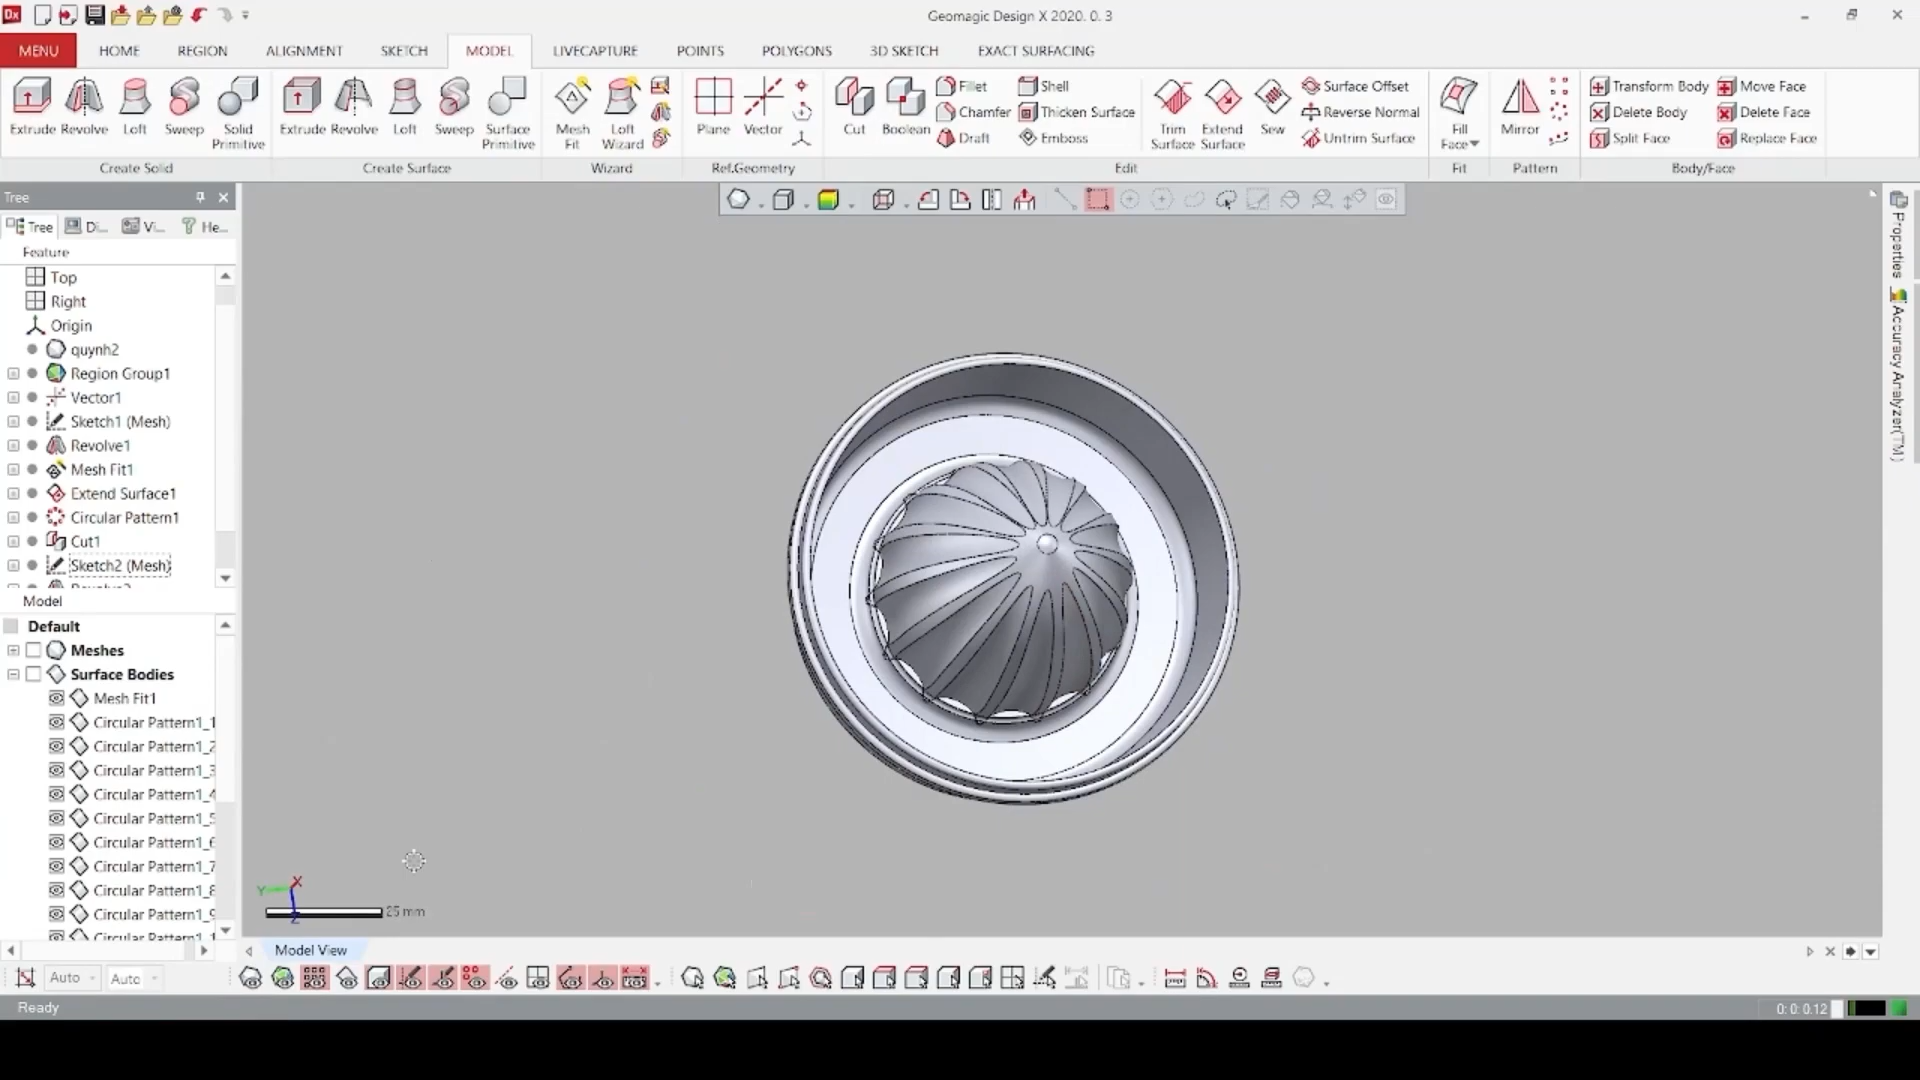 Geomagic Design X 2020. 0. 3
MENU HOME REGION ALIGNMENT SKETCH MODEL LIVECAPTURE POINTS POLYGONS 3D SKETCH EXACT SURFACING
Extrude Revolve Loft Sweep Solid Primitive
Create Solid
Extrude Revolve Loft Sweep Surface Primitive
Create Surface
Mesh Fit Loft Wizard
Wizard
Plane Vector
Ref.Geometry
Cut Boolean Fillet Chamfer Draft Shell Thicken Surface Emboss Trim Surface Extend Surface Sew Surface Offset Reverse Normal Untrim Surface
Edit
Fill Face
Fit
Mirror
Pattern
Transform Body Move Face
Delete Body Delete Face
Split Face Replace Face
Body/Face
Tree
Tree Di... Vi... He...
Feature
Top
Right
Origin
quynh2
Region Group1
Vector1
Sketch1 (Mesh)
Revolve1
Mesh Fit1
Extend Surface1
Circular Pattern1
Cut1
Sketch2 (Mesh)
Model
Default
Meshes
Surface Bodies
Mesh Fit1
Circular Pattern1_1
Circular Pattern1_2
Circular Pattern1_3
Circular Pattern1_4
Circular Pattern1_5
Circular Pattern1_6
Circular Pattern1_7
Circular Pattern1_8
Circular Pattern1_9
X
Y
Z
25 mm
Properties
Accuracy Analyzer(TM)
Model View
Auto Auto
Ready
0: 0: 0.12